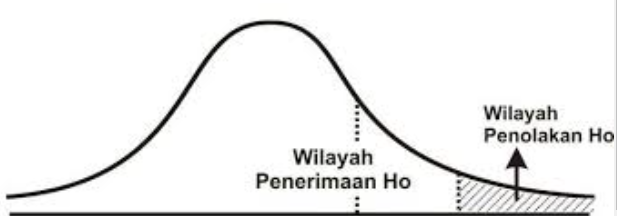 Wilayah
Penolakan Ho
Wilayah
Penerimaan Ho